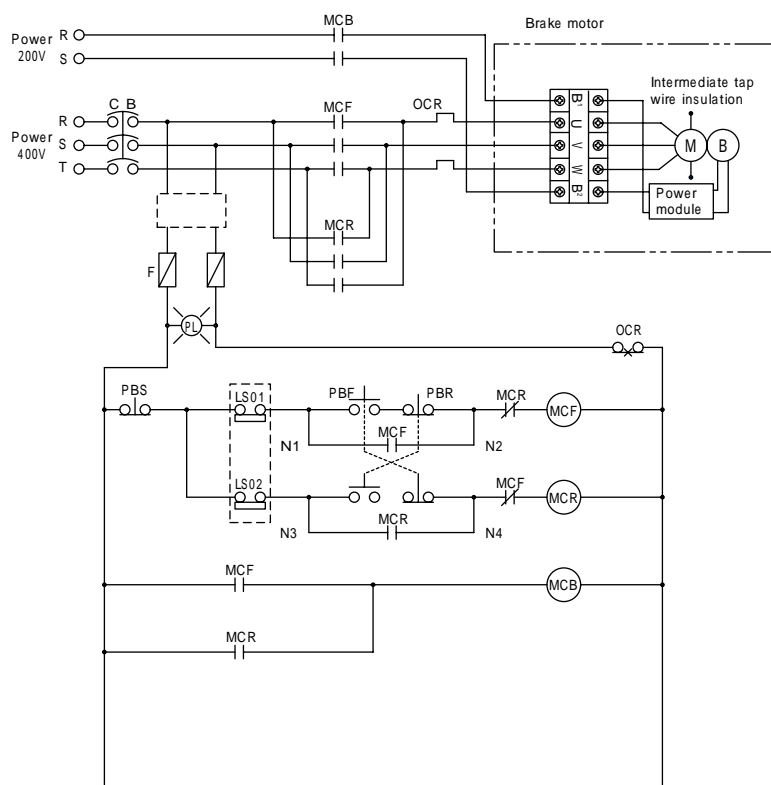 MCB
Brake motor
Power
200V
R
S
Intermediate tap
wire insulation
C B
MCF
OCR
Power
400V
R
S
T
B1
U
V
W
B2
M
B
Power
module
MCR
F
PL
OCR
PBS
LS01
PBF
PBR
MCR
MCF
MCF
N1
N2
LS02
MCF
MCR
MCR
N3
N4
MCF
MCB
MCR